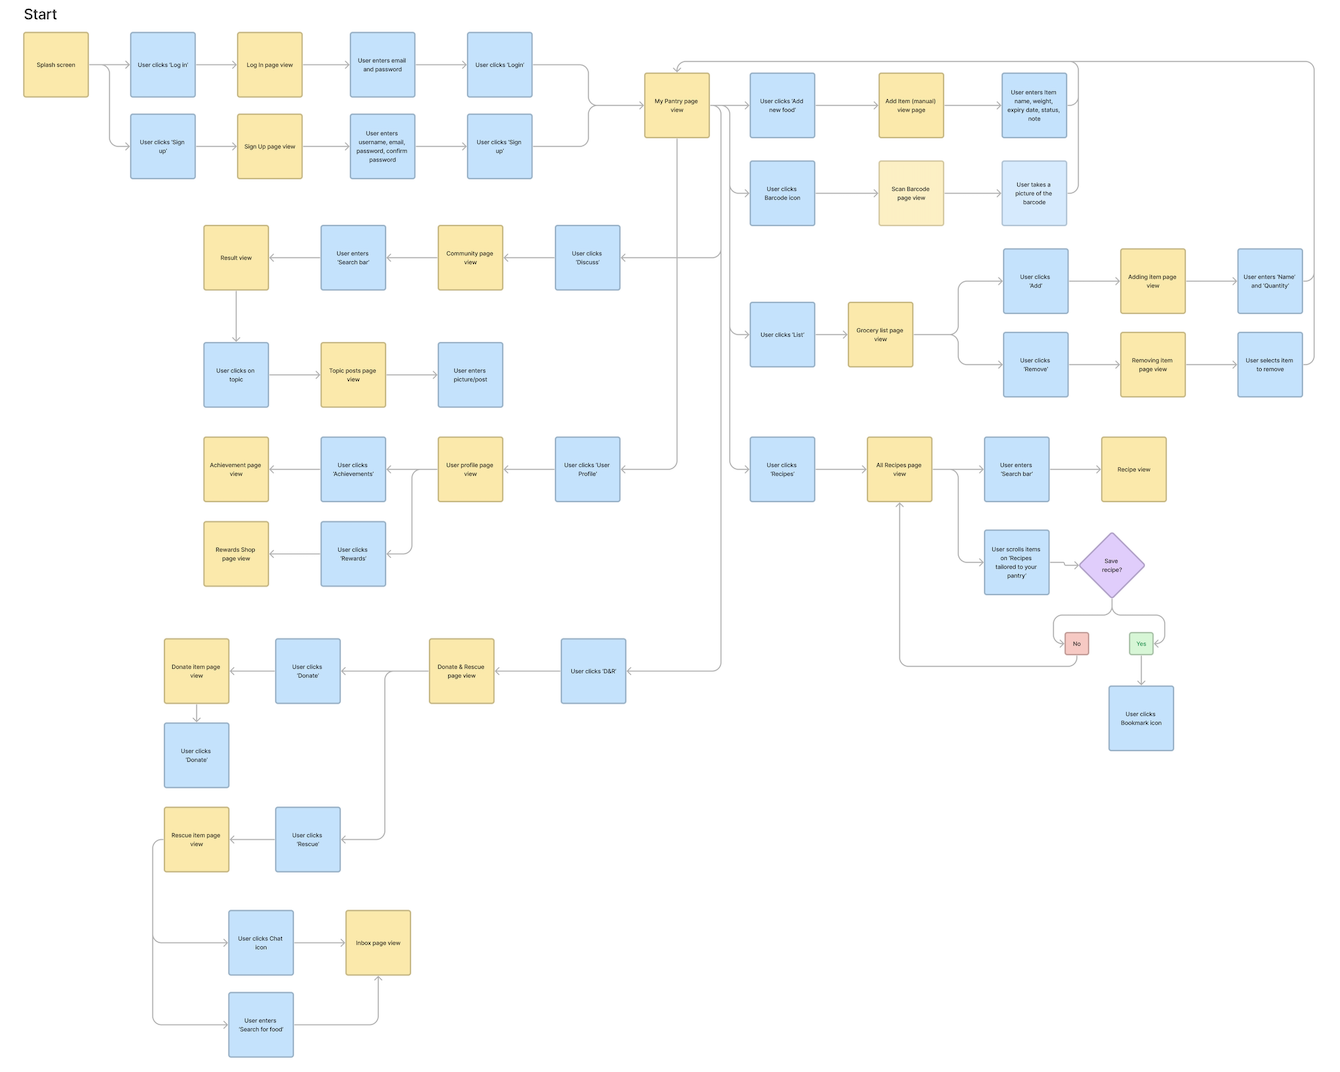 Start
Splash screen
User clicks 'Log in'
Log In page view
User enters email
and password
User clicks 'Login'
User clicks 'Sign
up'
Sign Up page view
User enters
username, email,
password, confirm
password
User clicks 'Sign
up'
My Pantry page
view
User clicks 'Add
new food'
Add Item (manual)
view page
User enters Item
name, weight,
expiry date, status,
note
User clicks
Barcode icon
Scan Barcode
page view
User takes a
picture of the
barcode
Result view
User enters
'Search bar'
Community page
view
User clicks
'Discuss'
User clicks 'List'
Grocery list page
view
User clicks
'Add'
Adding item page
view
User enters 'Name'
and 'Quantity'
User clicks
'Remove'
Removing item
page view
User selects item
to remove
User clicks on
topic
Topic posts page
view
User enters
picture/post
Achievement page
view
User clicks
'Achievements'
User profile page
view
User clicks 'User
Profile'
Rewards Shop
page view
User clicks
'Rewards'
User clicks
'Recipes'
All Recipes page
view
User enters
'Search bar'
Recipe view
User scrolls items
on 'Recipes
tailored to your
pantry'
Save
recipe?
No
Yes
User clicks
Bookmark icon
Donate item page
view
User clicks
'Donate'
Donate & Rescue
page view
User clicks 'D&R'
User clicks
'Donate'
Rescue item page
view
User clicks
'Rescue'
User clicks Chat
icon
Inbox page view
User enters
'Search for food'